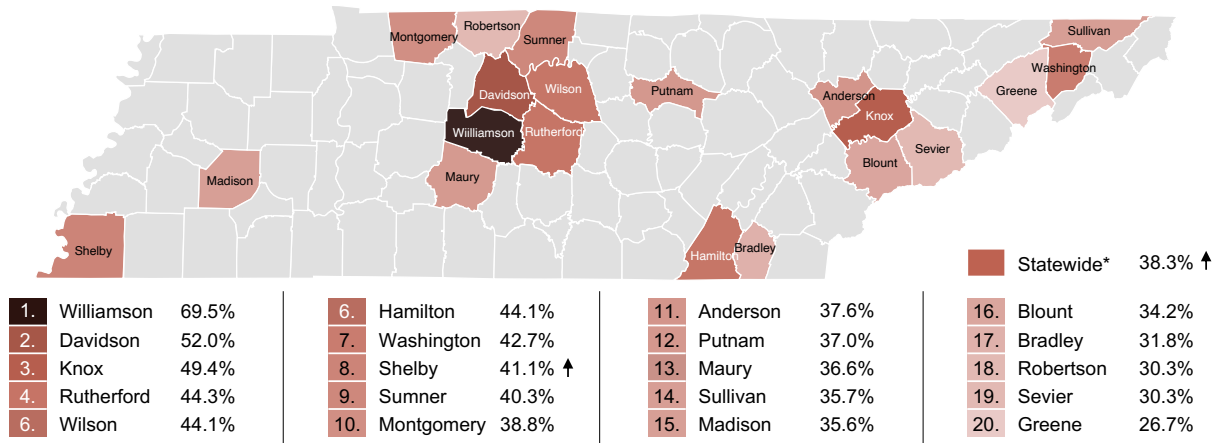 Robertson
Montgomery
Sumner
Sullivan
Washington
Davidson
Wilson
Putnam
Anderson
Greene
Knox
Wiilliamson
Rutherford
Sevier
Blount
Madison
Maury
Shelby
Hamilton
Bradley
Statewide* 38.3% ↑
1. Williamson 69.5%
2. Davidson 52.0%
3. Knox 49.4%
4. Rutherford 44.3%
6. Wilson 44.1%
6. Hamilton 44.1%
7. Washington 42.7%
8. Shelby 41.1% ↑
9. Sumner 40.3%
10. Montgomery 38.8%
11. Anderson 37.6%
12. Putnam 37.0%
13. Maury 36.6%
14. Sullivan 35.7%
15. Madison 35.6%
16. Blount 34.2%
17. Bradley 31.8%
18. Robertson 30.3%
19. Sevier 30.3%
20. Greene 26.7%